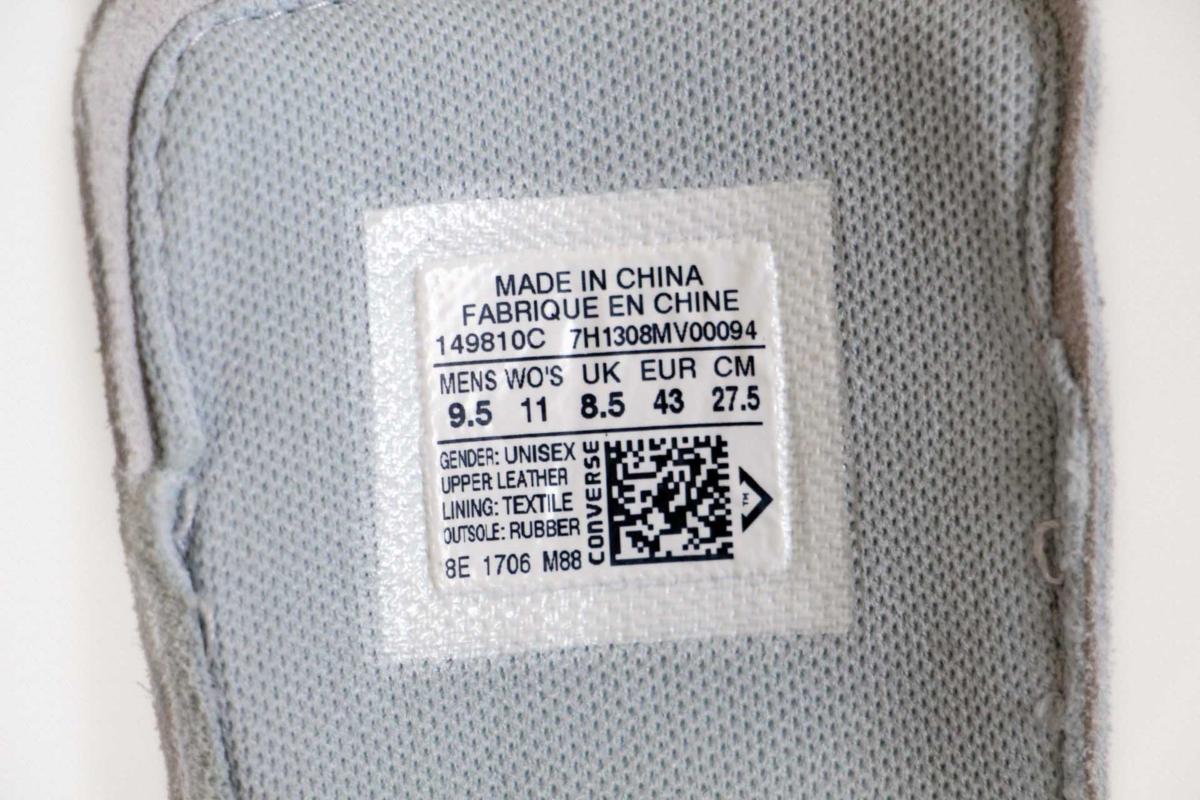 MADE IN CHINA
FABRIQUE EN CHINE
149810C 7H1308MV00094
MENS WO'S UK EUR CM
9.5 11 8.5 43 27.5
GENDER: UNISEX
UPPER: LEATHER
LINING: TEXTILE
OUTSOLE: RUBBER
8E 1706 M88
CONVERSE
TM